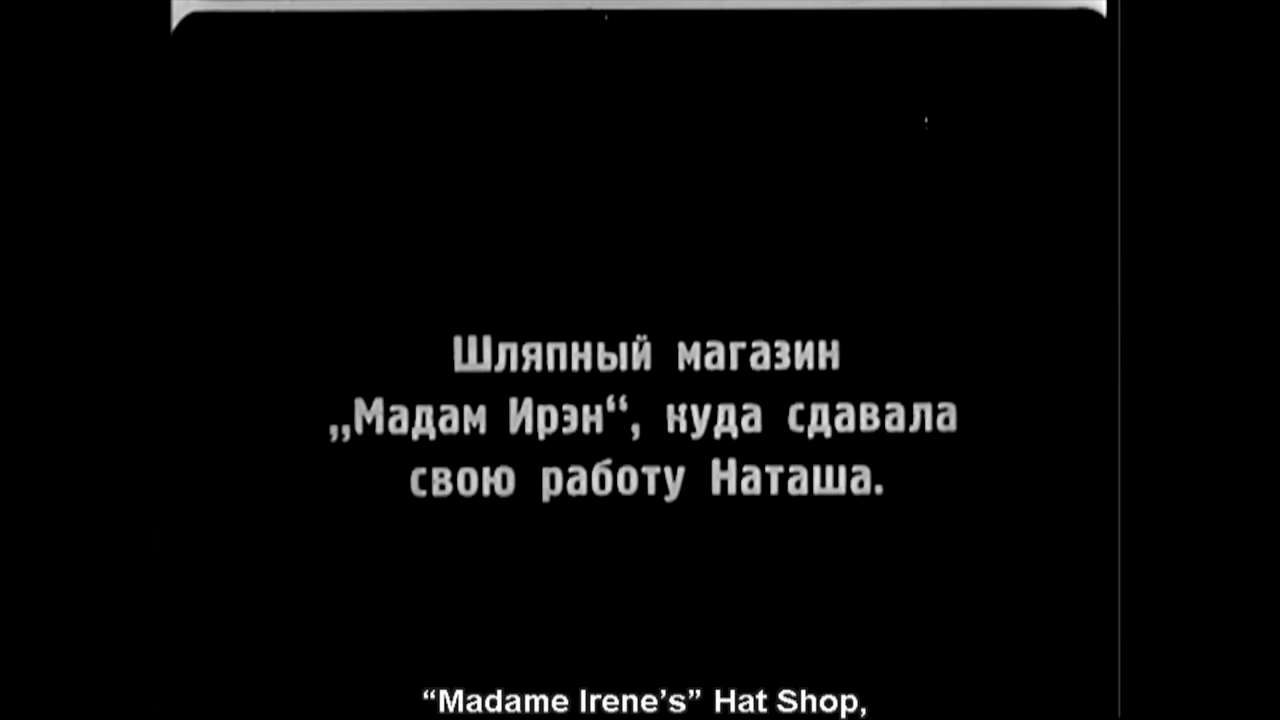 Шляпный магазин
„Мадам Ирэн“, куда сдавала
свою работу Наташа.
“Madame Irene’s” Hat Shop,